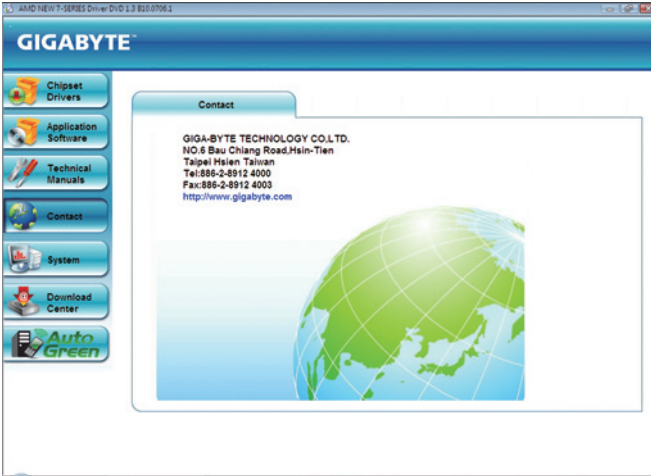 AMD NEW 7-SERIES Driver DVD 1.3 B10.0706.1
GIGABYTE™
Chipset
Drivers
Application
Software
Technical
Manuals
Contact
System
Download
Center
Auto
Green
Contact
GIGA-BYTE TECHNOLOGY CO.,LTD.
NO.6 Bau Chiang Road,Hsin-Tien
Taipei Hsien Taiwan
Tel:886-2-8912 4000
Fax:886-2-8912 4003
http://www.gigabyte.com